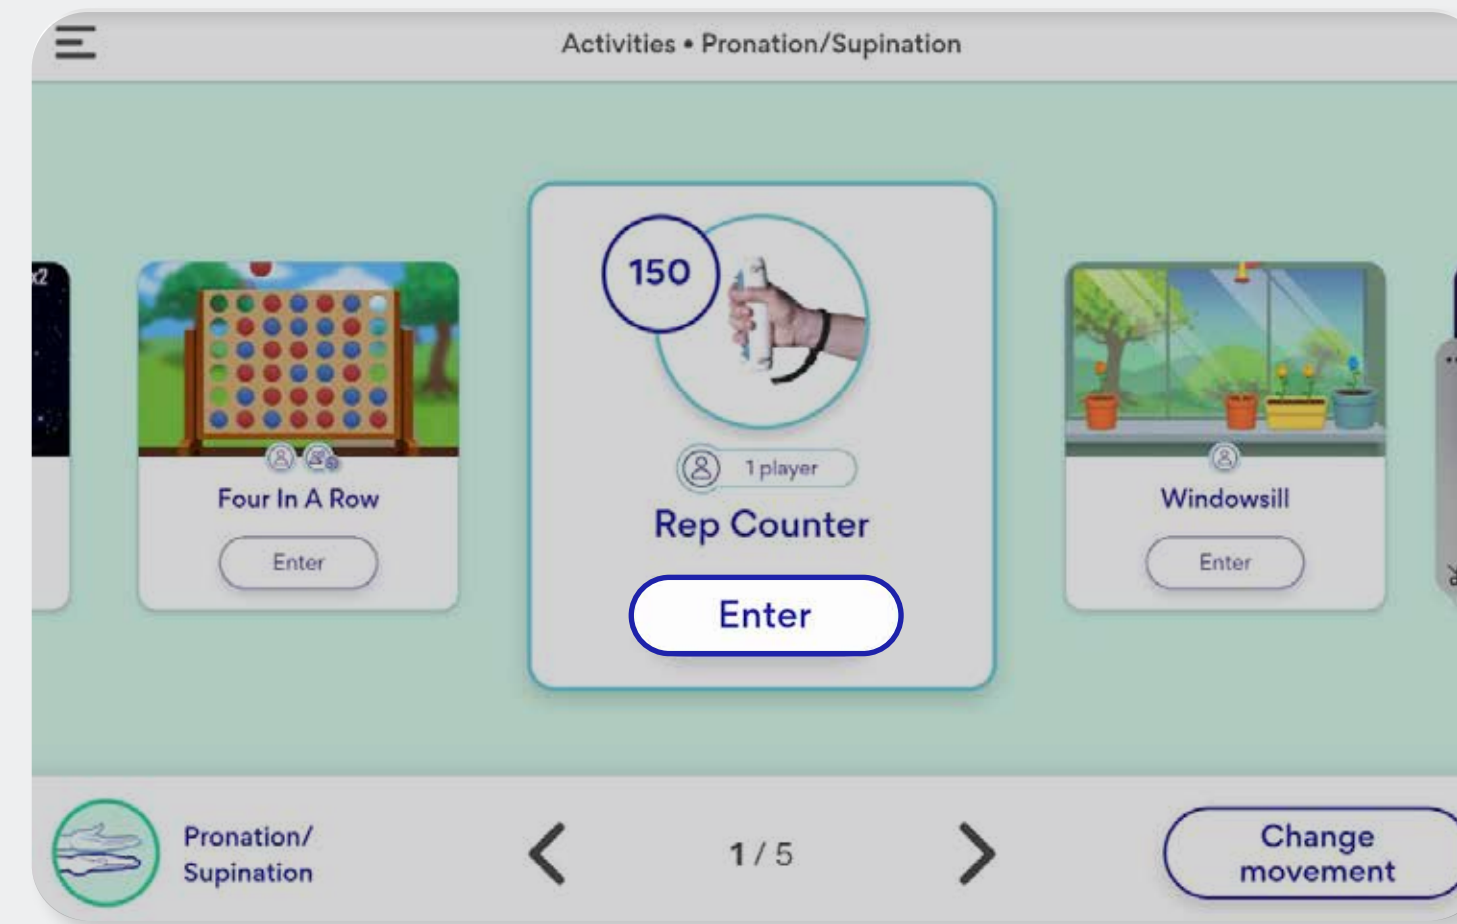 Activities • Pronation/Supination
x2
150
1 player
Four In A Row
Enter
Rep Counter
Enter
Windowsill
Enter
Pronation/
Supination
1 / 5
Change
movement